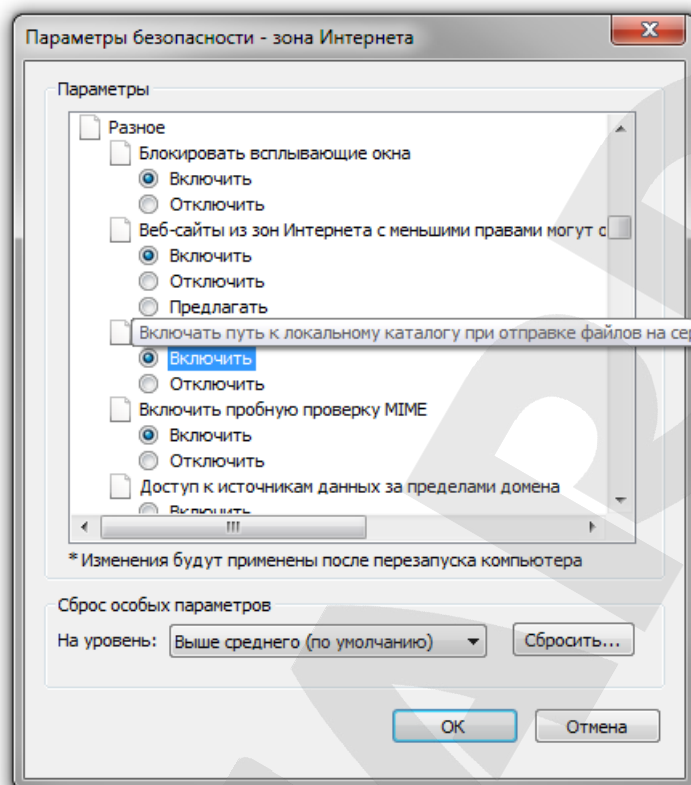 Параметры безопасности - зона Интернета
Параметры
Разное
Блокировать всплывающие окна
Включить
Отключить
Веб-сайты из зон Интернета с меньшими правами могут о
Включить
Отключить
Предлагать
Включать путь к локальному каталогу при отправке файлов на сер
Включить
Отключить
Включить пробную проверку MIME
Включить
Отключить
Доступ к источникам данных за пределами домена
Включить
* Изменения будут применены после перезапуска компьютера
Сброс особых параметров
На уровень: Выше среднего (по умолчанию) Сбросить...
ОК Отмена